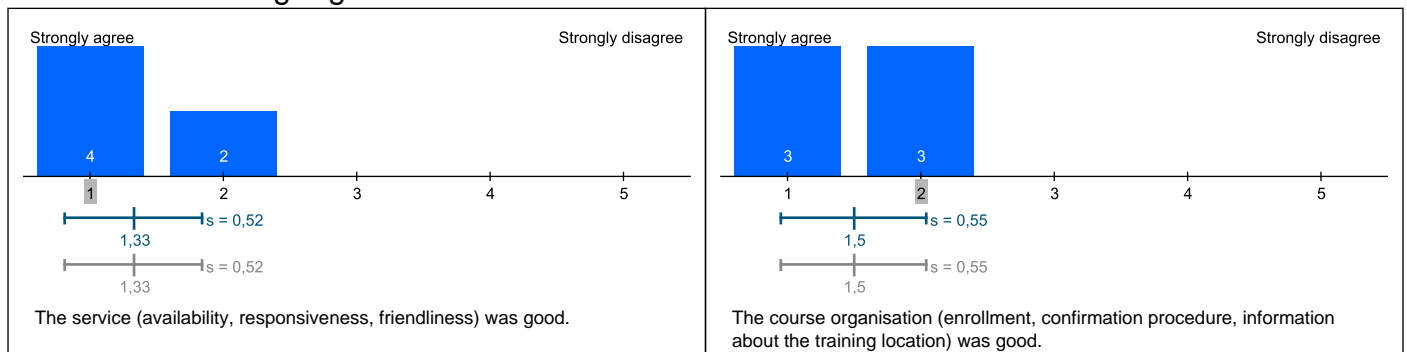 Strongly agree
Strongly disagree
4
2
1
2
3
4
5
s = 0,52
1,33
s = 0,52
1,33
The service (availability, responsiveness, friendliness) was good.
Strongly agree
Strongly disagree
3
3
1
2
3
4
5
s = 0,55
1,5
s = 0,55
1,5
The course organisation (enrollment, confirmation procedure, information
about the training location) was good.